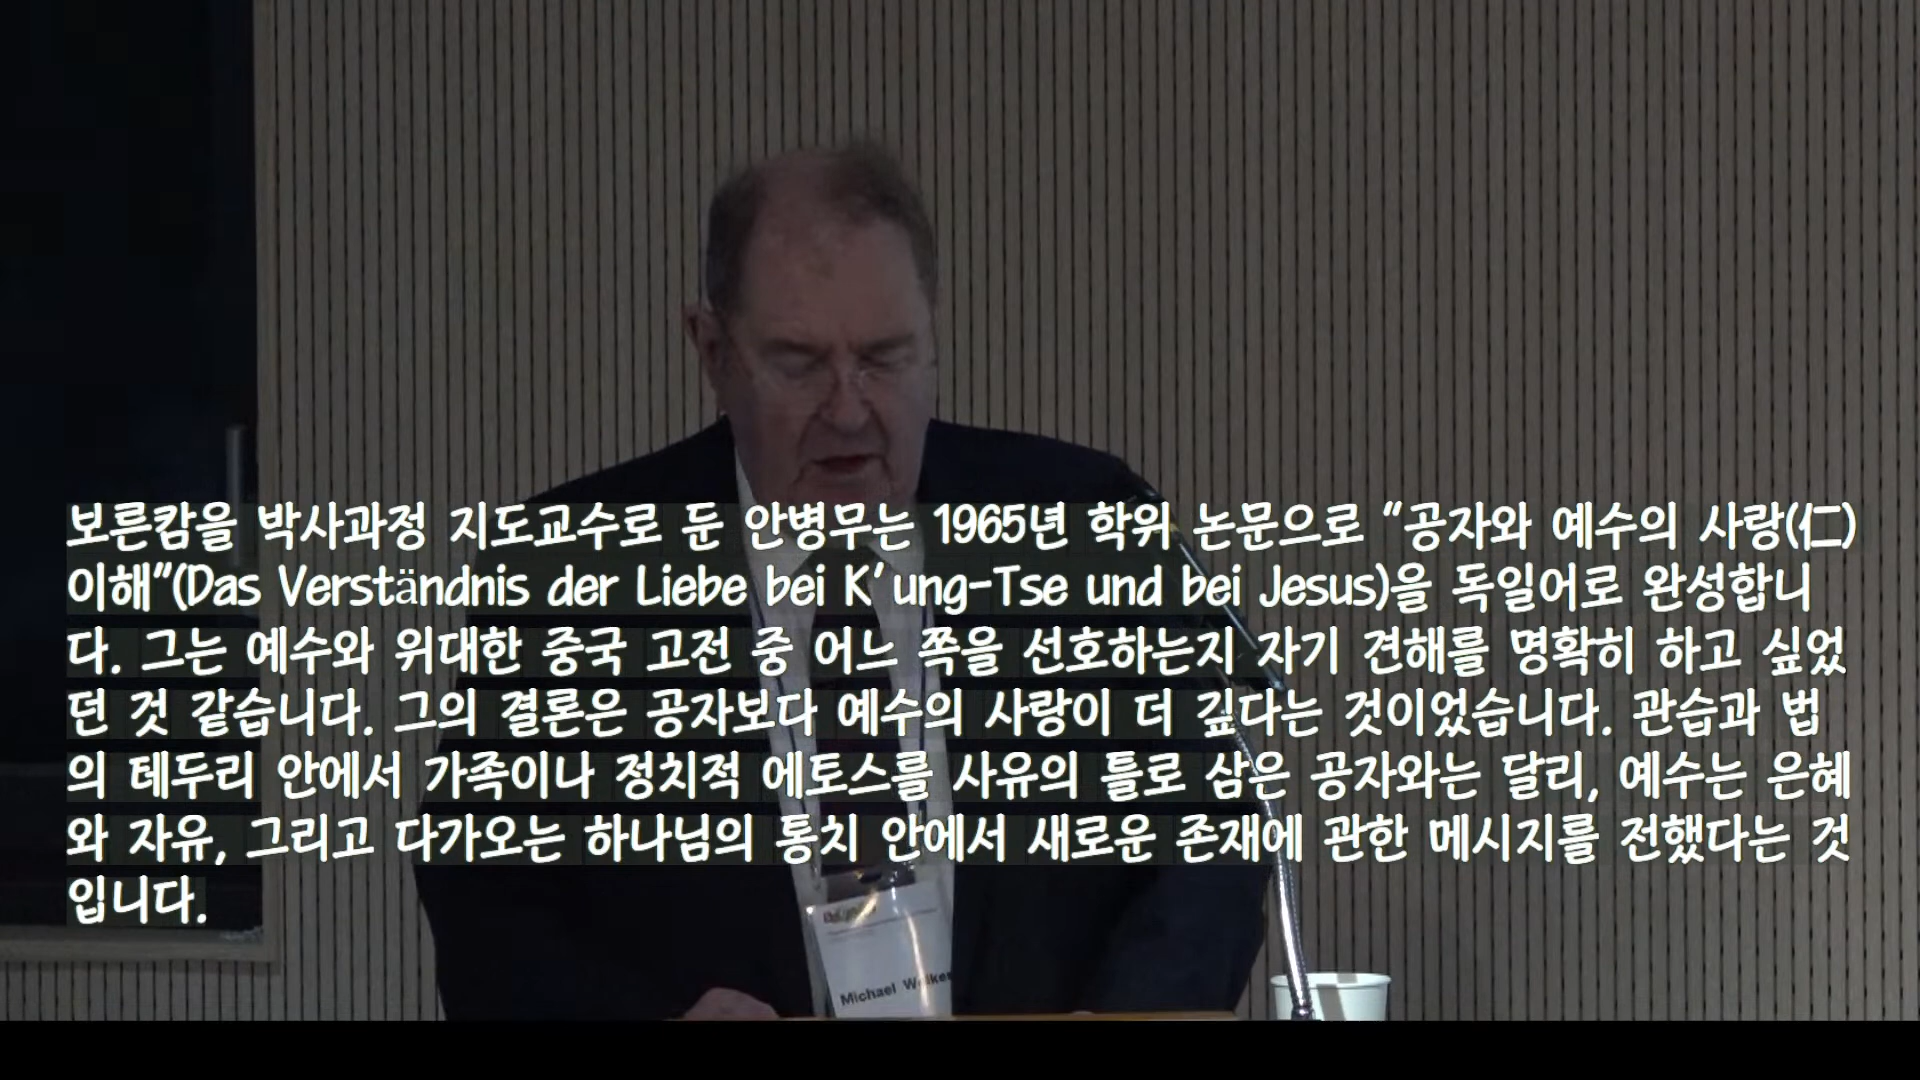 보른캄을 박사과정 지도교수로 둔 안병무는 1965년 학위 논문으로 "공자와 예수의 사랑(仁)
이해"(Das Verständnis der Liebe bei K'ung-Tse und bei Jesus)을 독일어로 완성합니
다. 그는 예수와 위대한 중국 고전 중 어느 쪽을 선호하는지 자기 견해를 명확히 하고 싶었
던 것 같습니다. 그의 결론은 공자보다 예수의 사랑이 더 깊다는 것이었습니다. 관습과 법
의 테두리 안에서 가족이나 정치적 에토스를 사유의 틀로 삼은 공자와는 달리, 예수는 은혜
와 자유, 그리고 다가오는 하나님의 통치 안에서 새로운 존재에 관한 메시지를 전했다는 것
입니다.
Michael Welker